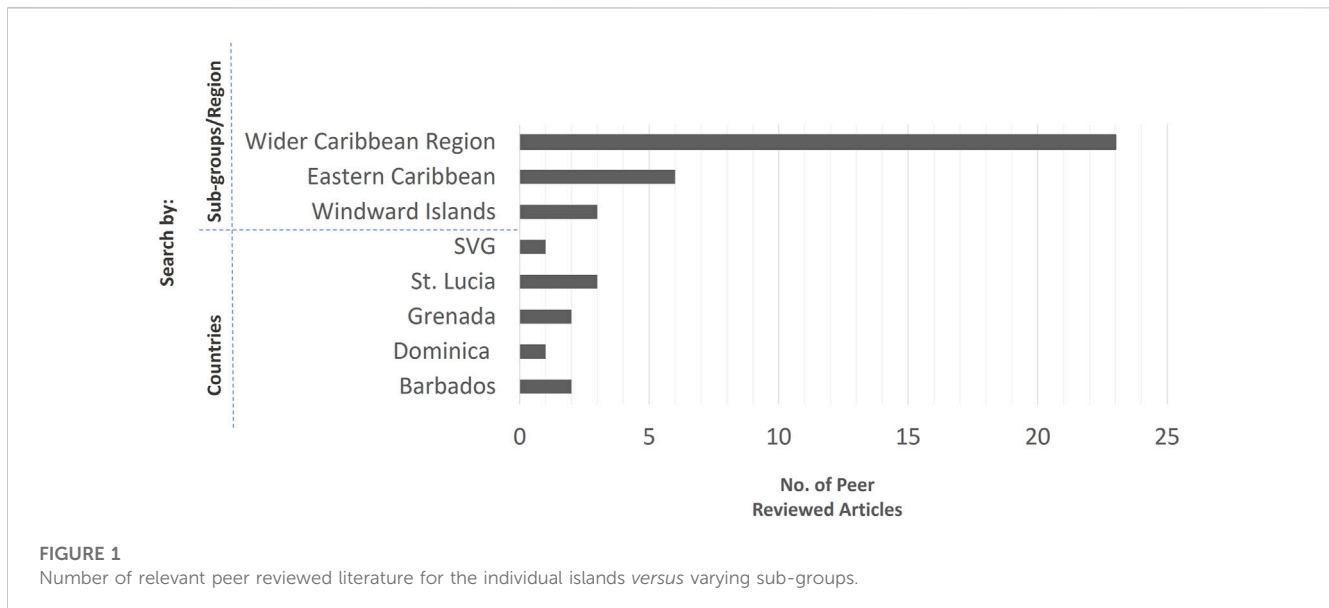 Search by:
Sub-groups/Region
Countries
Wider Caribbean Region
Eastern Caribbean
Windward Islands
SVG
St. Lucia
Grenada
Dominica
Barbados
0 5 10 15 20 25
No. of Peer
Reviewed Articles
FIGURE 1
Number of relevant peer reviewed literature for the individual islands versus varying sub-groups.